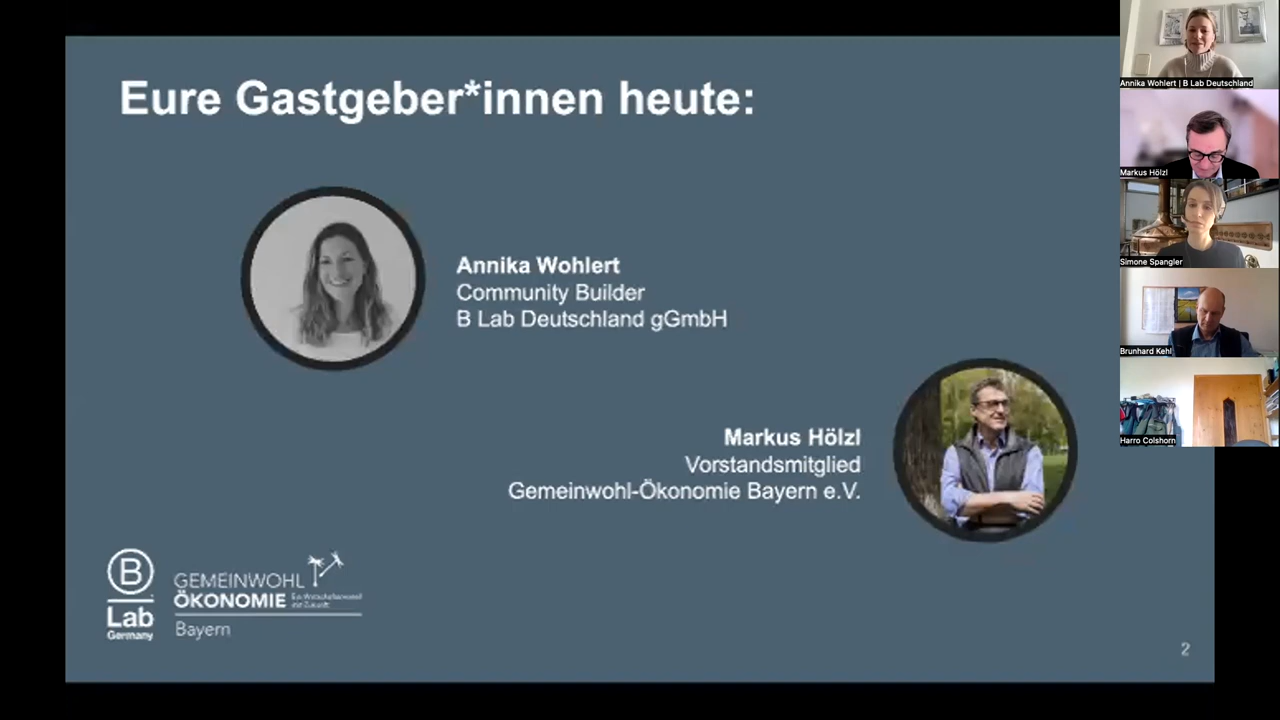 Eure Gastgeber*innen heute:
Annika Wohlert
Community Builder
B Lab Deutschland gGmbH
Markus Hölzl
Vorstandsmitglied
Gemeinwohl-Ökonomie Bayern e.V.
B
Lab
Germany
GEMEINWOHL
ÖKONOMIE
Bayern
2
Annika Wohlert | B Lab Deutschland
Markus Hölzl
Simone Spangler
Brunhard Kehl
Harro Colshorn